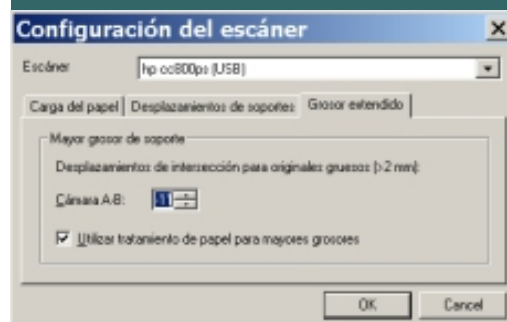 Configuración del escáner
Escáner hp cc800ps (USB)
Carga del papel Desplazamientos de soportes Grosor extendido
Mayor grosor de soporte
Desplazamientos de intersección para originales gruesos (>2 mm):
Cámara A-B:
Utilizar tratamiento de papel para mayores grosores
OK Cancel